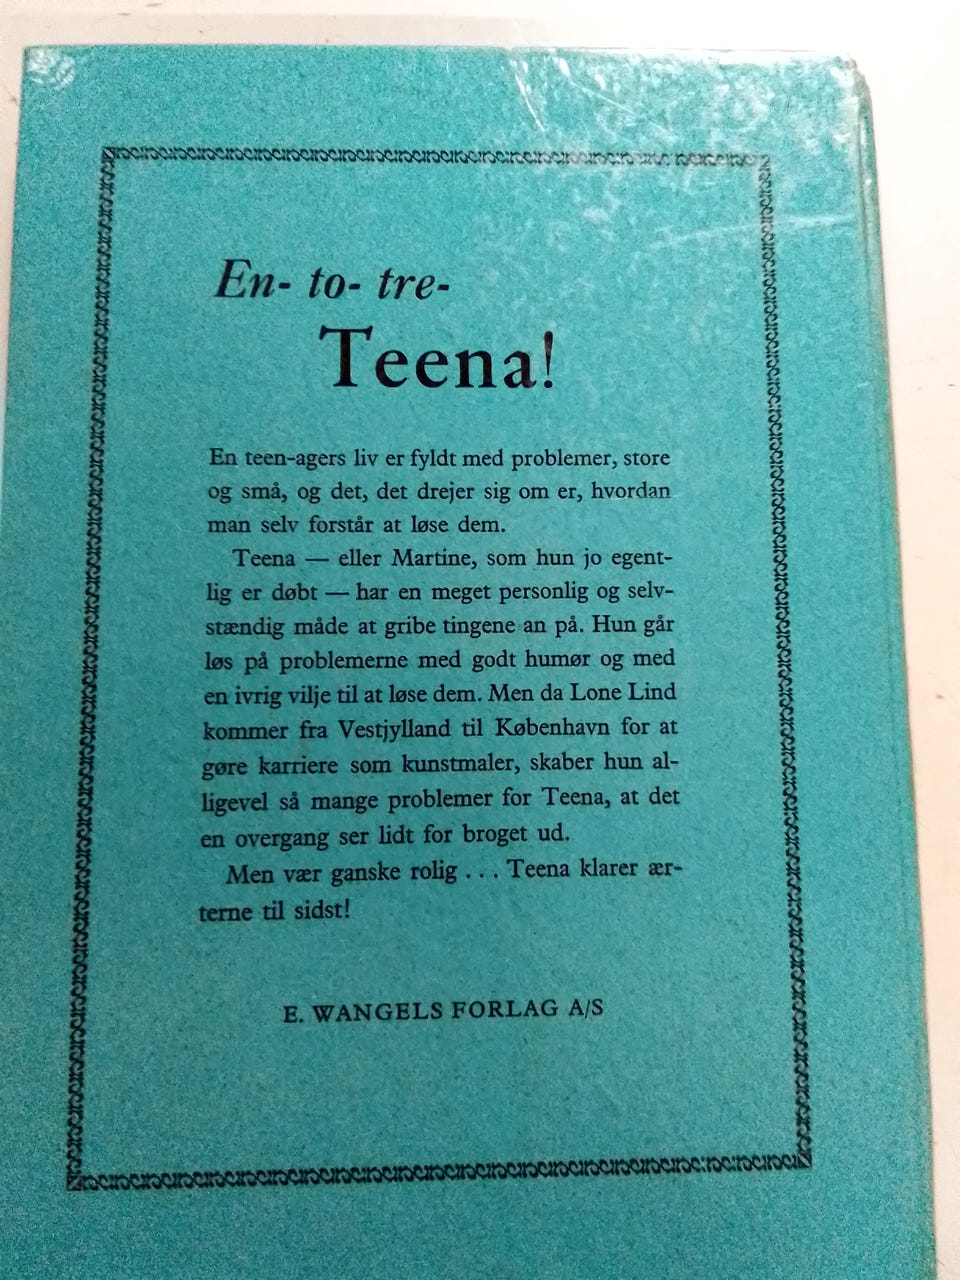 En- to- tre-
Teena!
En teen-agers liv er fyldt med problemer, store
og små, og det, det drejer sig om er, hvordan
man selv forstår at løse dem.
Teena — eller Martine, som hun jo egent-
lig er døbt — har en meget personlig og selv-
stændig måde at gribe tingene an på. Hun går
løs på problemerne med godt humør og med
en ivrig vilje til at løse dem. Men da Lone Lind
kommer fra Vestjylland til København for at
gøre karriere som kunstmaler, skaber hun al-
ligevel så mange problemer for Teena, at det
en overgang ser lidt for broget ud.
Men vær ganske rolig . . . Teena klarer ær-
terne til sidst!
E. WANGELS FORLAG A/S